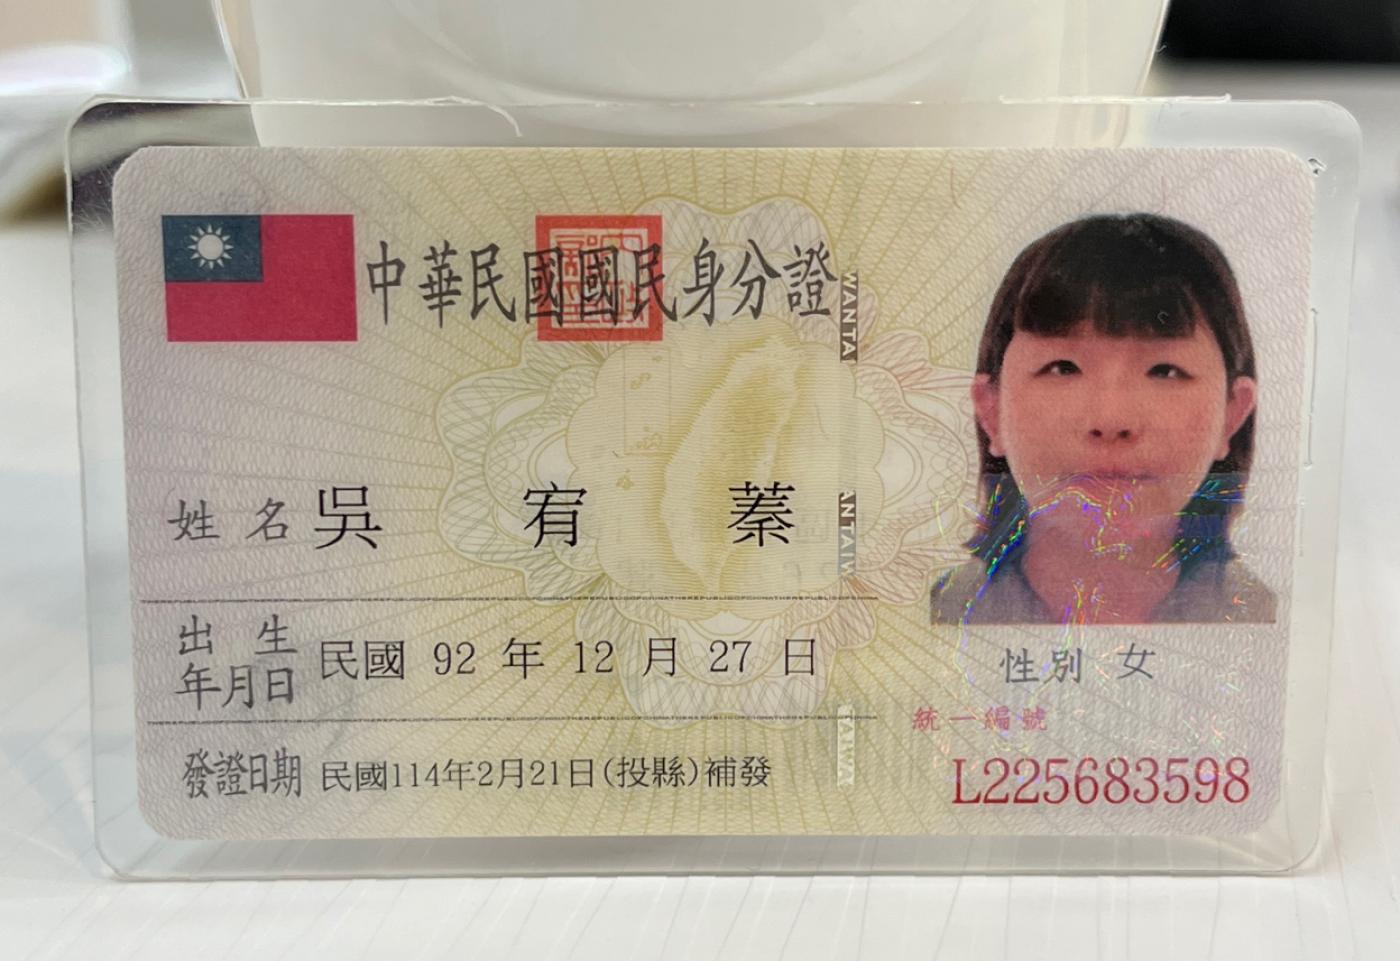 中華民國國民身分證
姓名 吳宥蓁
出生年月日 民國 92 年 12 月 27 日
發證日期 民國114年2月21日(投縣)補發
性別 女
統一編號
L225683598
TAIWAN